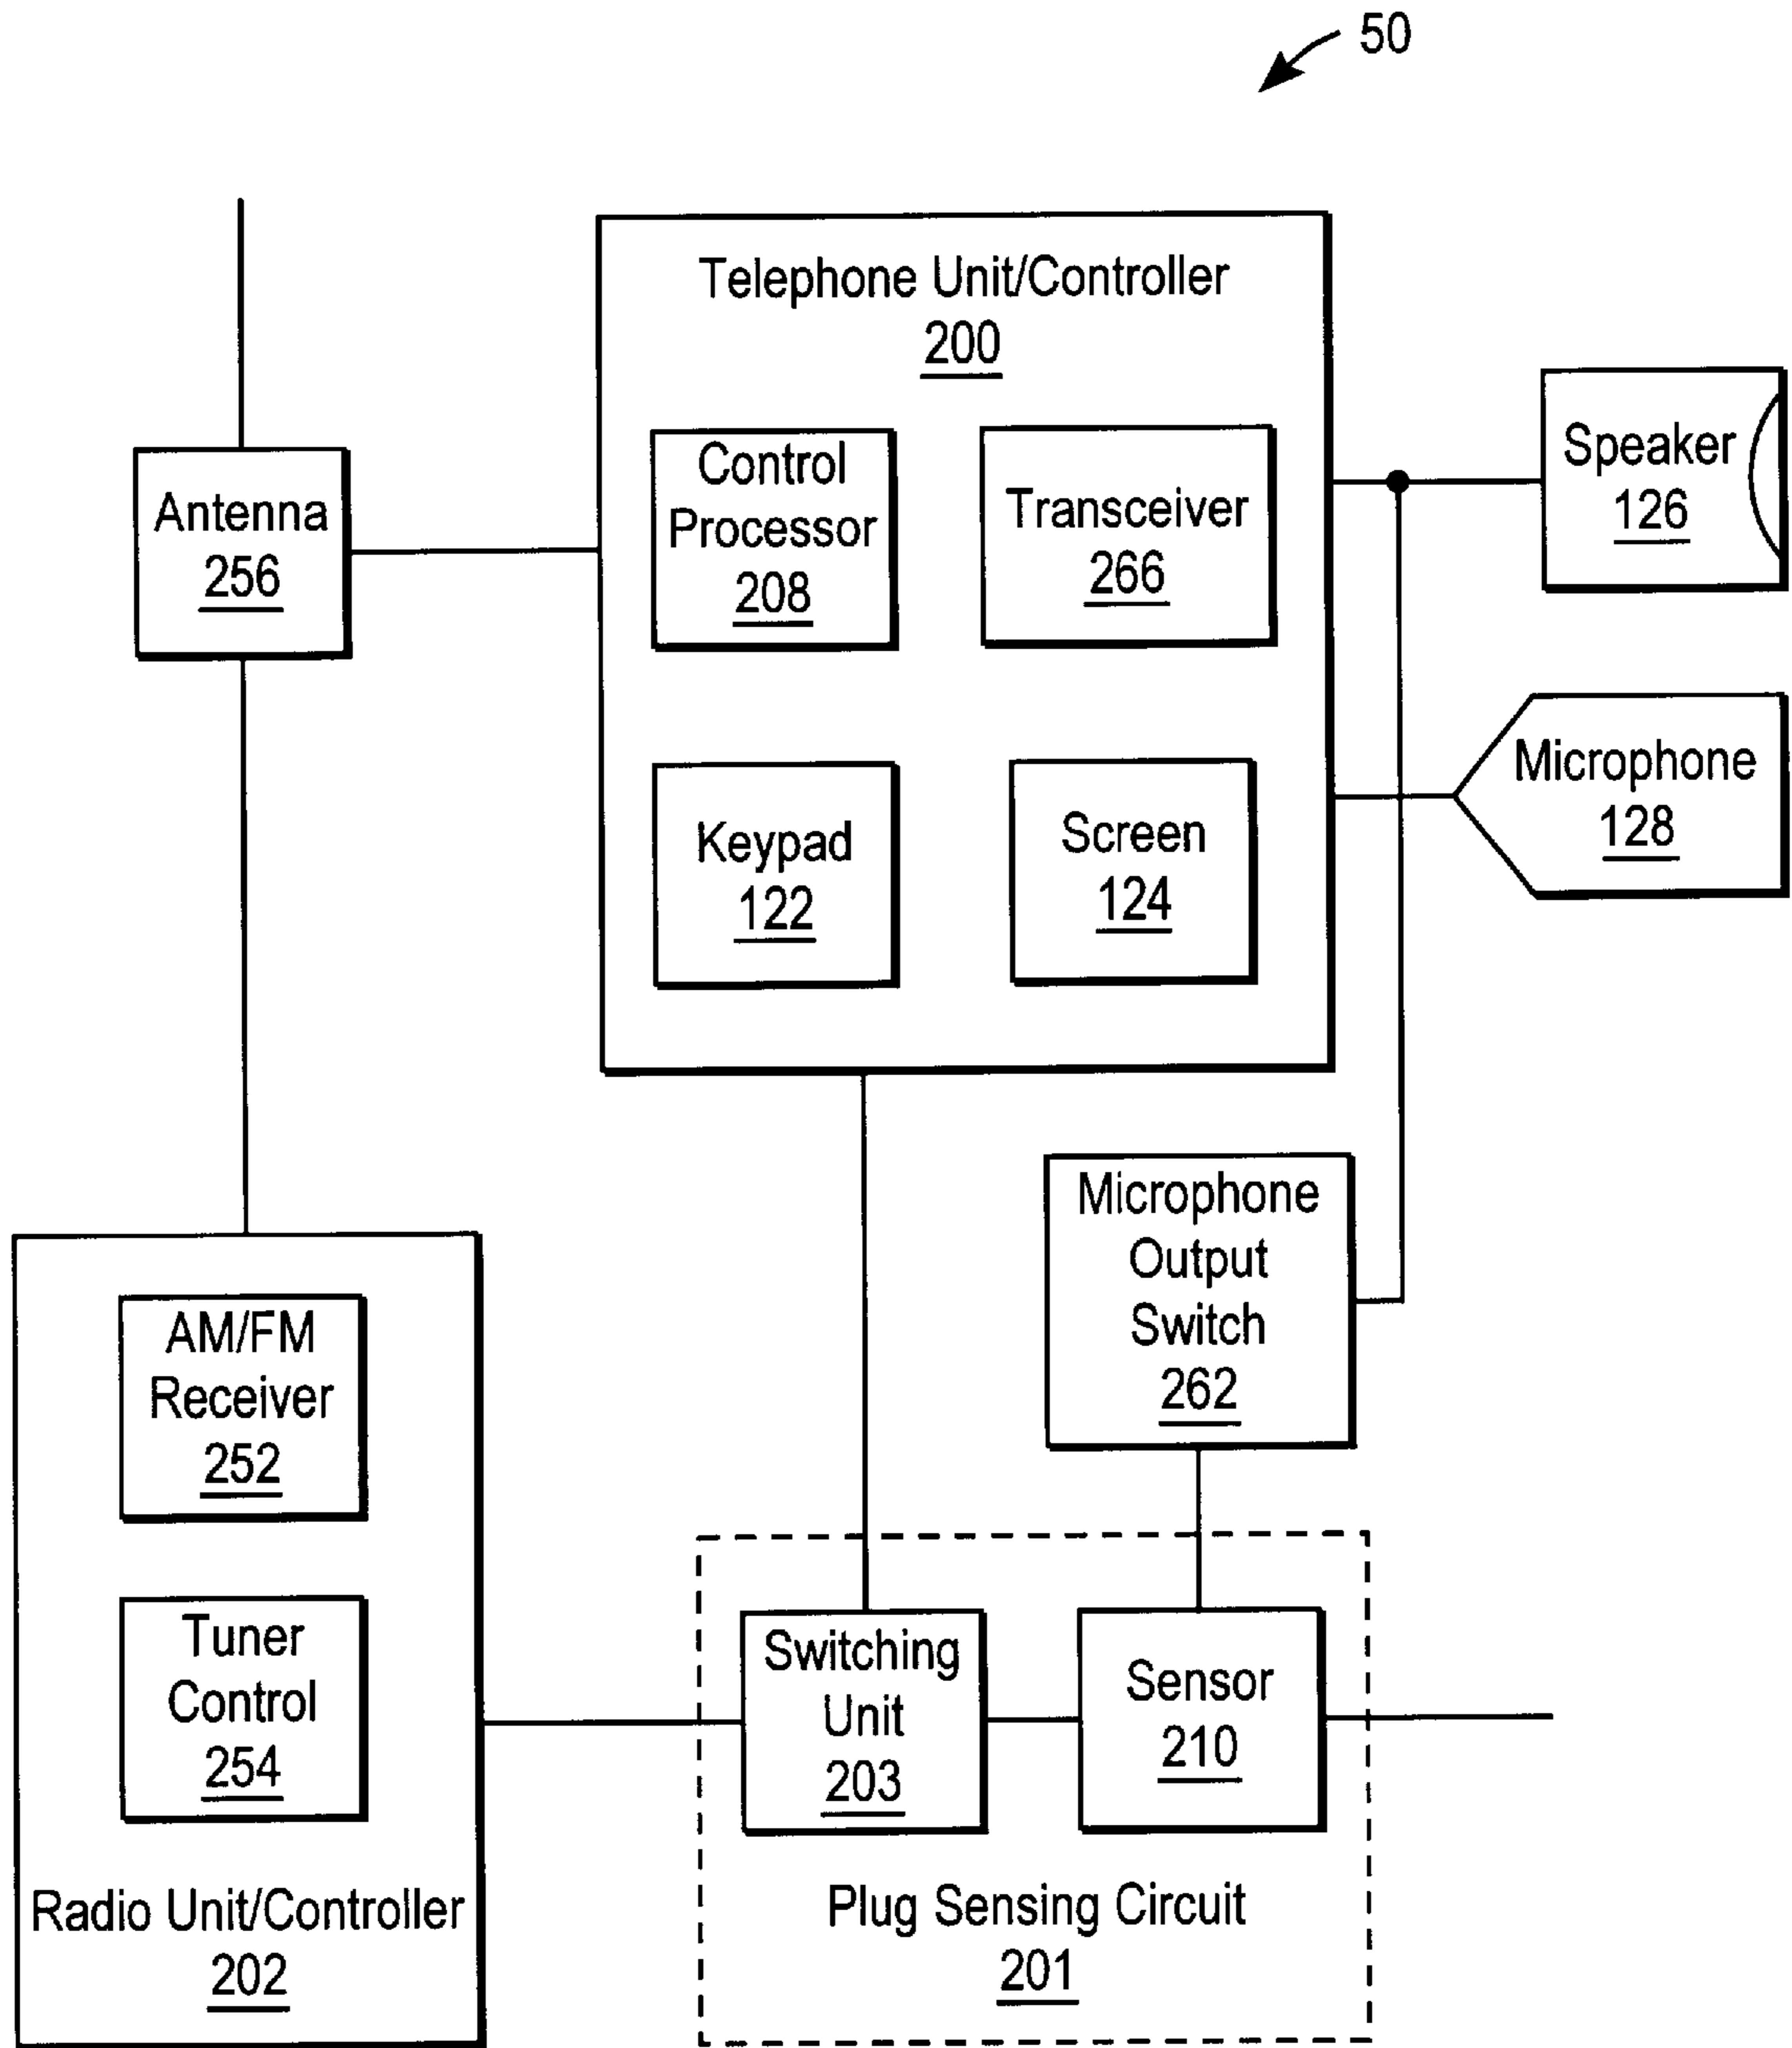 50
Telephone Unit/Controller
200
Control
Processor
208
Transceiver
266
Speaker
126
Antenna
256
Microphone
128
Keypad
122
Screen
124
Microphone
Output
Switch
262
AM/FM
Receiver
252
Tuner
Control
254
Radio Unit/Controller
202
Switching
Unit
203
Sensor
210
Plug Sensing Circuit
201